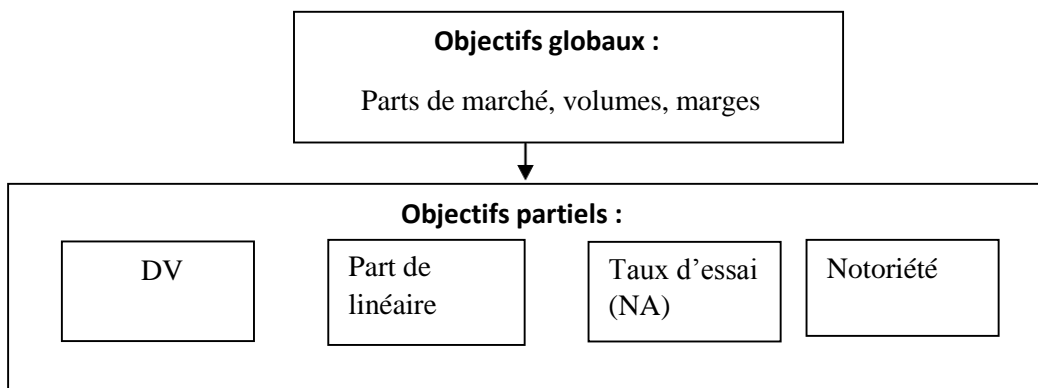 Objectifs globaux :
Parts de marché, volumes, marges
Objectifs partiels :
DV
Part de
linéaire
Taux d’essai
(NA)
Notoriété